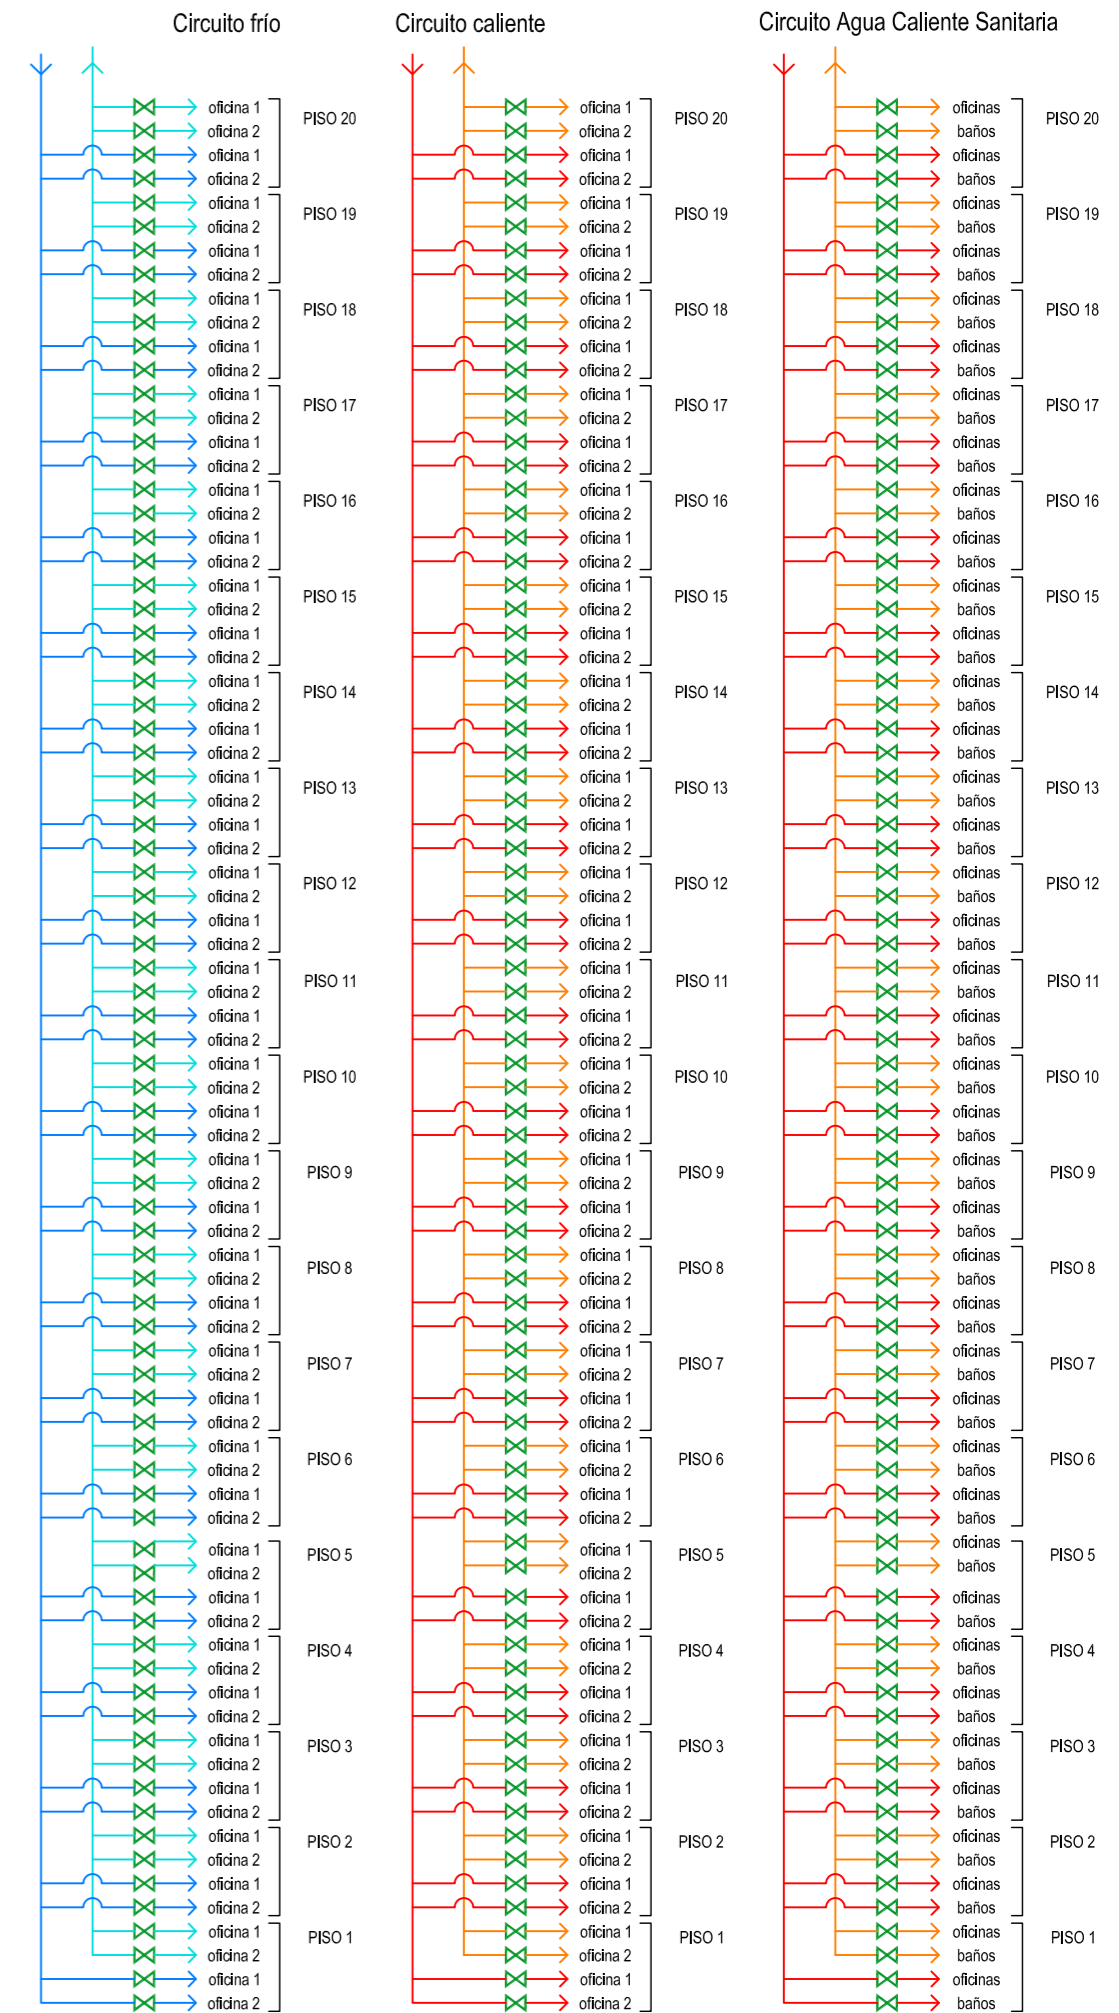 Circuito frío Circuito caliente Circuito Agua Caliente Sanitaria
oficina 1 oficina 1 oficinas
PISO 20 PISO 20 PISO 20
oficina 2 oficina 2 baños
oficina 1 oficina 1 oficinas
oficina 2 oficina 2 baños
oficina 1 oficina 1 oficinas
PISO 19 PISO 19 PISO 19
oficina 2 oficina 2 baños
oficina 1 oficina 1 oficinas
oficina 2 oficina 2 baños
oficina 1 oficina 1 oficinas
PISO 18 PISO 18 PISO 18
oficina 2 oficina 2 baños
oficina 1 oficina 1 oficinas
oficina 2 oficina 2 baños
oficina 1 oficina 1 oficinas
PISO 17 PISO 17 PISO 17
oficina 2 oficina 2 baños
oficina 1 oficina 1 oficinas
oficina 2 oficina 2 baños
oficina 1 oficina 1 oficinas
PISO 16 PISO 16 PISO 16
oficina 2 oficina 2 baños
oficina 1 oficina 1 oficinas
oficina 2 oficina 2 baños
oficina 1 oficina 1 oficinas
PISO 15 PISO 15 PISO 15
oficina 2 oficina 2 baños
oficina 1 oficina 1 oficinas
oficina 2 oficina 2 baños
oficina 1 oficina 1 oficinas
PISO 14 PISO 14 PISO 14
oficina 2 oficina 2 baños
oficina 1 oficina 1 oficinas
oficina 2 oficina 2 baños
oficina 1 oficina 1 oficinas
PISO 13 PISO 13 PISO 13
oficina 2 oficina 2 baños
oficina 1 oficina 1 oficinas
oficina 2 oficina 2 baños
oficina 1 oficina 1 oficinas
PISO 12 PISO 12 PISO 12
oficina 2 oficina 2 baños
oficina 1 oficina 1 oficinas
oficina 2 oficina 2 baños
oficina 1 oficina 1 oficinas
PISO 11 PISO 11 PISO 11
oficina 2 oficina 2 baños
oficina 1 oficina 1 oficinas
oficina 2 oficina 2 baños
oficina 1 oficina 1 oficinas
PISO 10 PISO 10 PISO 10
oficina 2 oficina 2 baños
oficina 1 oficina 1 oficinas
oficina 2 oficina 2 baños
oficina 1 oficina 1 oficinas
PISO 9 PISO 9 PISO 9
oficina 2 oficina 2 baños
oficina 1 oficina 1 oficinas
oficina 2 oficina 2 baños
oficina 1 oficina 1 oficinas
PISO 8 PISO 8 PISO 8
oficina 2 oficina 2 baños
oficina 1 oficina 1 oficinas
oficina 2 oficina 2 baños
oficina 1 oficina 1 oficinas
PISO 7 PISO 7 PISO 7
oficina 2 oficina 2 baños
oficina 1 oficina 1 oficinas
oficina 2 oficina 2 baños
oficina 1 oficina 1 oficinas
PISO 6 PISO 6 PISO 6
oficina 2 oficina 2 baños
oficina 1 oficina 1 oficinas
oficina 2 oficina 2 baños
oficina 1 oficina 1 oficinas
PISO 5 PISO 5 PISO 5
oficina 2 oficina 2 baños
oficina 1 oficina 1 oficinas
oficina 2 oficina 2 baños
oficina 1 oficina 1 oficinas
PISO 4 PISO 4 PISO 4
oficina 2 oficina 2 baños
oficina 1 oficina 1 oficinas
oficina 2 oficina 2 baños
oficina 1 oficina 1 oficinas
PISO 3 PISO 3 PISO 3
oficina 2 oficina 2 baños
oficina 1 oficina 1 oficinas
oficina 2 oficina 2 baños
oficina 1 oficina 1 oficinas
PISO 2 PISO 2 PISO 2
oficina 2 oficina 2 baños
oficina 1 oficina 1 oficinas
oficina 2 oficina 2 baños
oficina 1 oficina 1 oficinas
PISO 1 PISO 1 PISO 1
oficina 2 oficina 2 baños
oficina 1 oficina 1 oficinas
oficina 2 oficina 2 baños